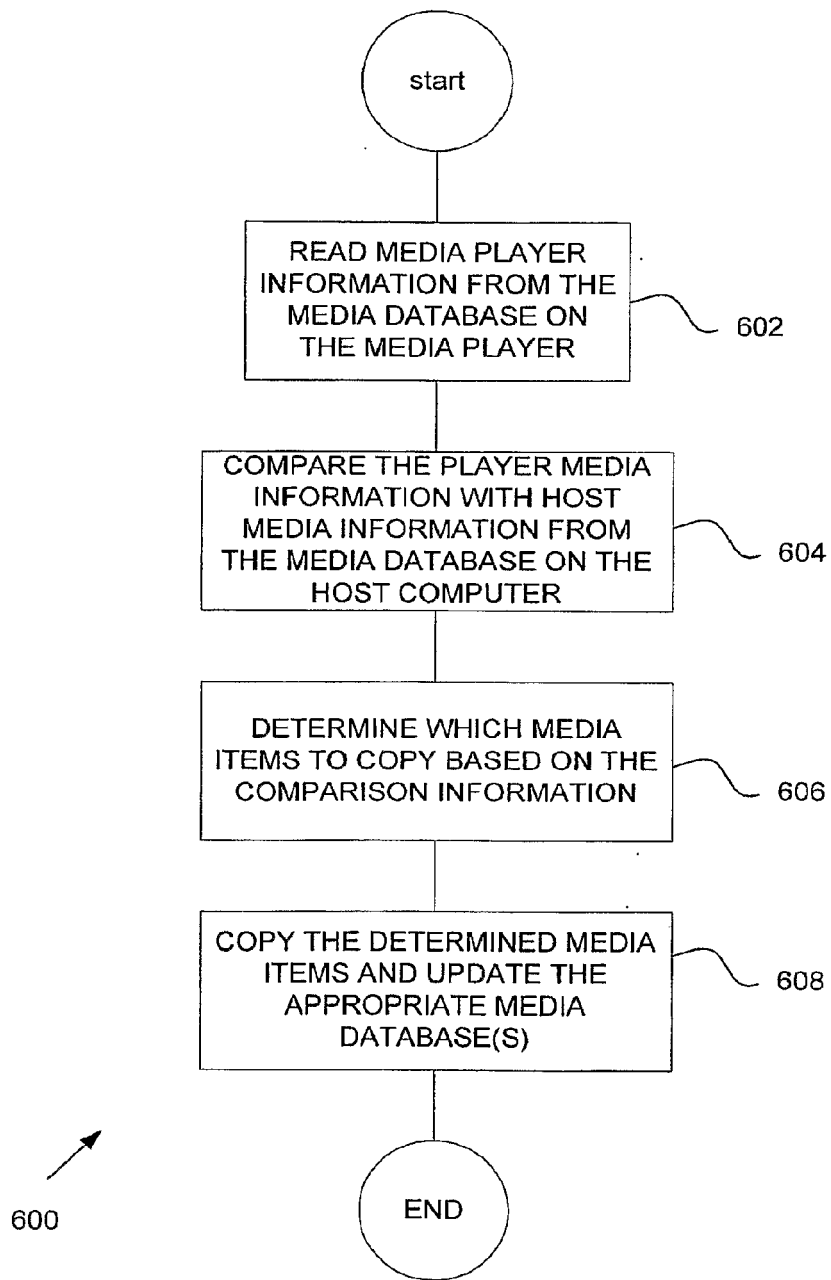 start
READ MEDIA PLAYER
INFORMATION FROM THE
MEDIA DATABASE ON
THE MEDIA PLAYER
602
COMPARE THE PLAYER MEDIA
INFORMATION WITH HOST
MEDIA INFORMATION FROM
THE MEDIA DATABASE ON THE
HOST COMPUTER
604
DETERMINE WHICH MEDIA
ITEMS TO COPY BASED ON THE
COMPARISON INFORMATION
606
COPY THE DETERMINED MEDIA
ITEMS AND UPDATE THE
APPROPRIATE MEDIA
DATABASE(S)
608
END
600